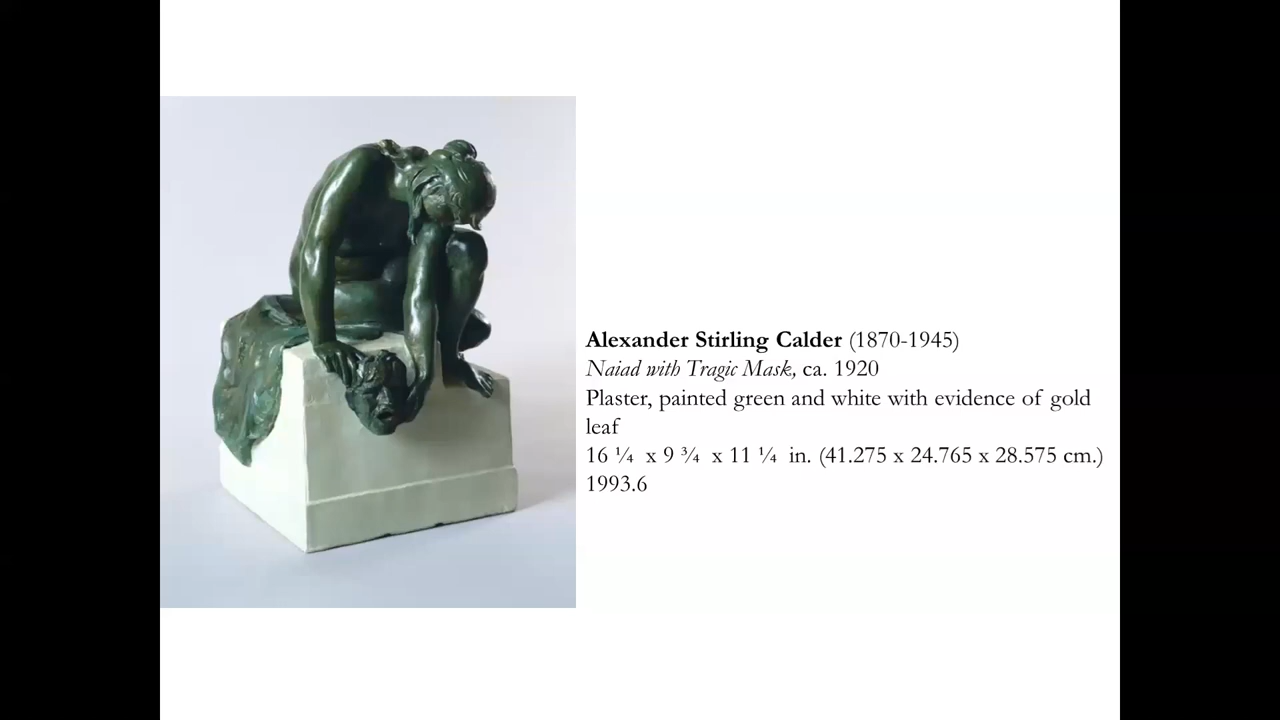 Alexander Stirling Calder (1870-1945)
Naiad with Tragic Mask, ca. 1920
Plaster, painted green and white with evidence of gold
leaf
16 ¼ x 9 ¾ x 11 ¼ in. (41.275 x 24.765 x 28.575 cm.)
1993.6